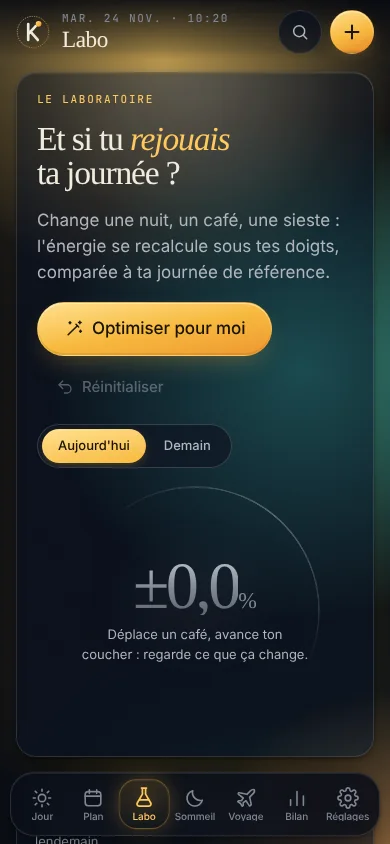 K
MAR. 24 NOV. · 10:20
Labo
LE LABORATOIRE
Et si tu rejouais
ta journée ?
Change une nuit, un café, une sieste :
l'énergie se recalcule sous tes doigts,
comparée à ta journée de référence.
Optimiser pour moi
Réinitialiser
Aujourd'hui Demain
±0,0%
Déplace un café, avance ton
coucher : regarde ce que ça change.
Jour Plan Labo Sommeil Voyage Bilan Réglages
lendemain